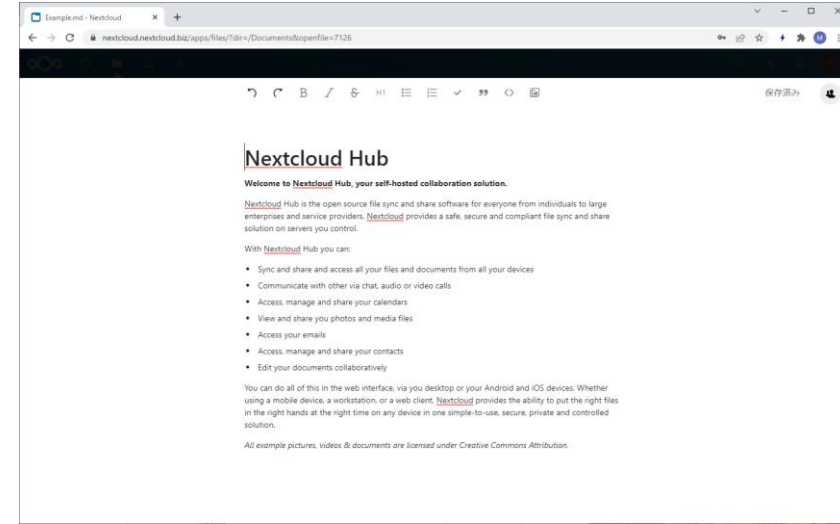 Example.md - Nextcloud
nextcloud.nextcloud.biz/apps/files/?dir=/Documents&openfile=7126
M
B I S H1
保存済み
Nextcloud Hub
Welcome to Nextcloud Hub, your self-hosted collaboration solution.
Nextcloud Hub is the open source file sync and share software for everyone from individuals to large
enterprises and service providers. Nextcloud provides a safe, secure and compliant file sync and share
solution on servers you control.
With Nextcloud Hub you can:
• Sync and share and access all your files and documents from all your devices
• Communicate with other via chat, audio or video calls
• Access, manage and share your calendars
• View and share you photos and media files
• Access your emails
• Access, manage and share your contacts
• Edit your documents collaboratively
You can do all of this in the web interface, via you desktop or your Android and iOS devices. Whether
using a mobile device, a workstation, or a web client, Nextcloud provides the ability to put the right files
in the right hands at the right time on any device in one simple-to-use, secure, private and controlled
solution.
All example pictures, videos & documents are licensed under Creative Commons Attribution.